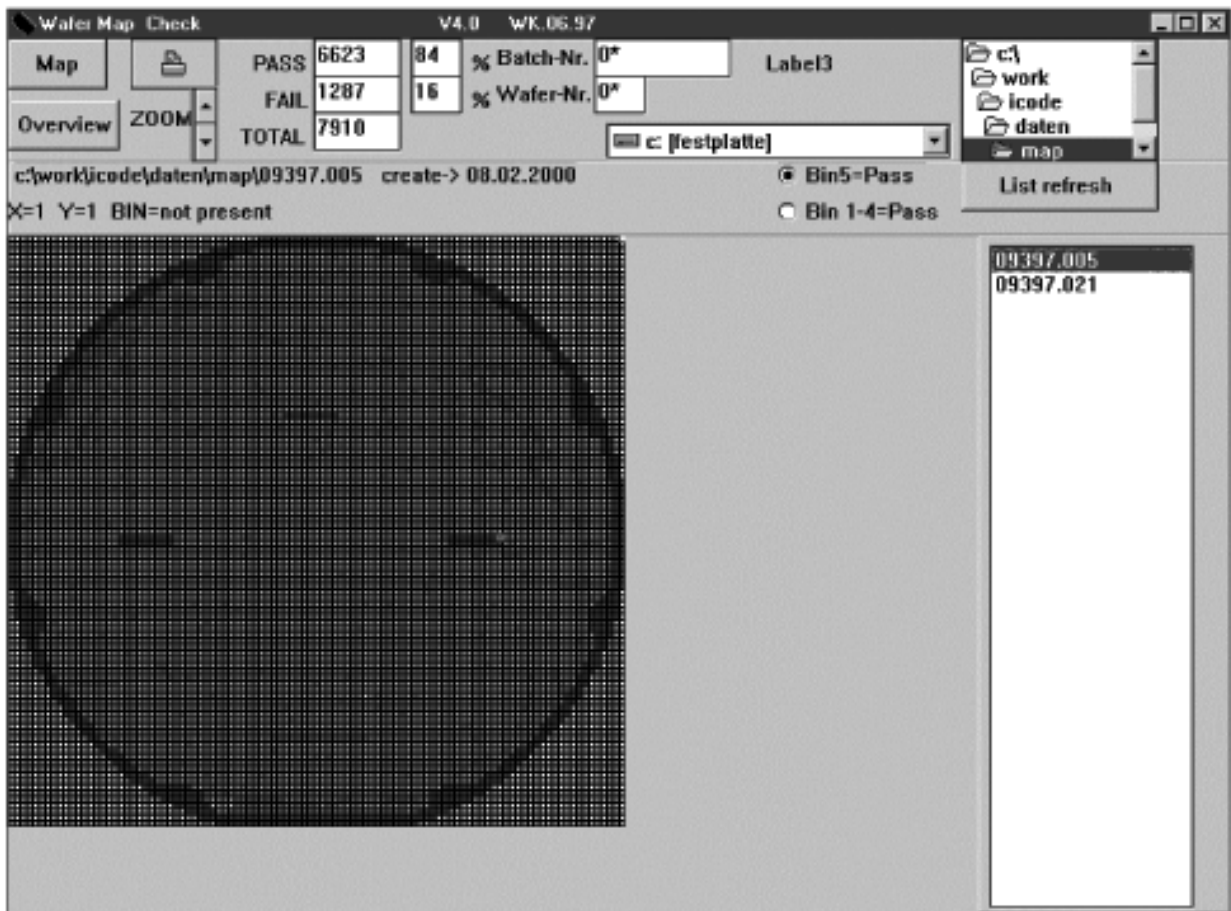 Wafer Map Check V4.0 WK.06.97
Map PASS 6623 84 % Batch-Nr. 0* Label3
FAIL 1287 16 % Wafer-Nr. 0*
Overview ZOOM TOTAL 7910
c: [festplatte]
c:\
work
icode
daten
map
List refresh
c:\work\icode\daten\map\09397.005 create-> 08.02.2000
Bin5=Pass
X=1 Y=1 BIN=not present
Bin 1-4=Pass
09397.005
09397.021